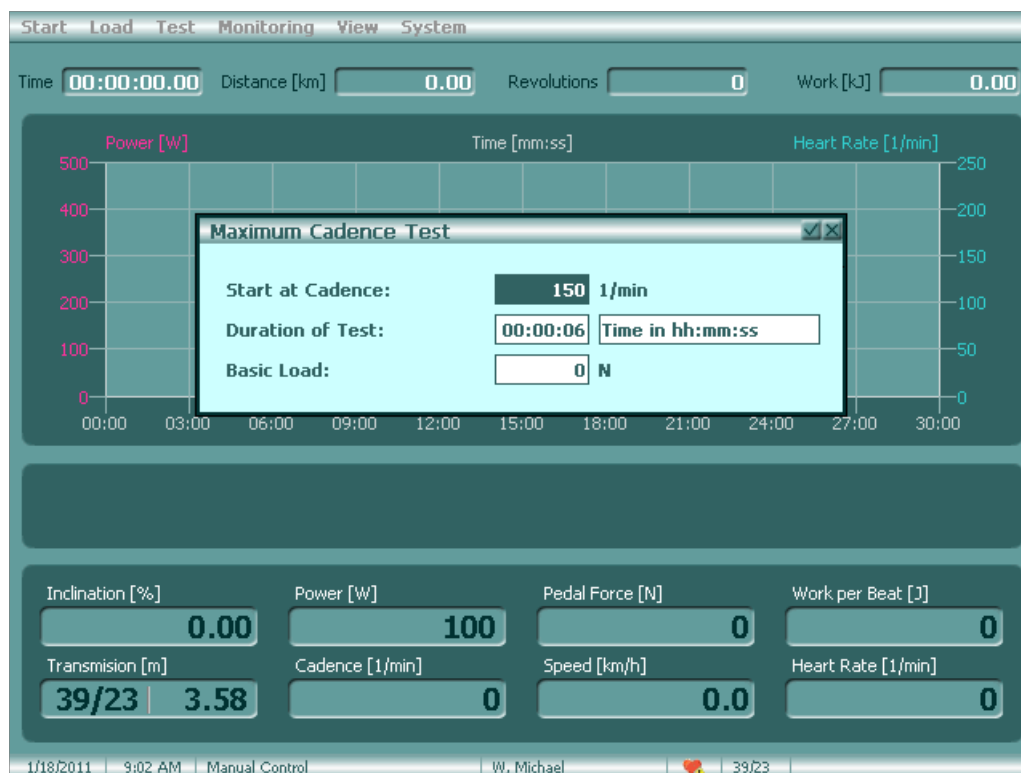 Start Load Test Monitoring View System
Time 00:00:00.00 Distance [km] 0.00 Revolutions 0 Work [kJ] 0.00
Power [W] Time [mm:ss] Heart Rate [1/min]
500 250
400 200
Maximum Cadence Test
300 150
Start at Cadence: 150 1/min
200 100
Duration of Test: 00:00:06 Time in hh:mm:ss
100 50
Basic Load: 0 N
0 0
00:00 03:00 06:00 09:00 12:00 15:00 18:00 21:00 24:00 27:00 30:00
Inclination [%] Power [W] Pedal Force [N] Work per Beat [J]
0.00 100 0 0
Transmision [m] Cadence [1/min] Speed [km/h] Heart Rate [1/min]
39/23 3.58 0 0.0 0
1/18/2011 9:02 AM Manual Control W, Michael 39/23